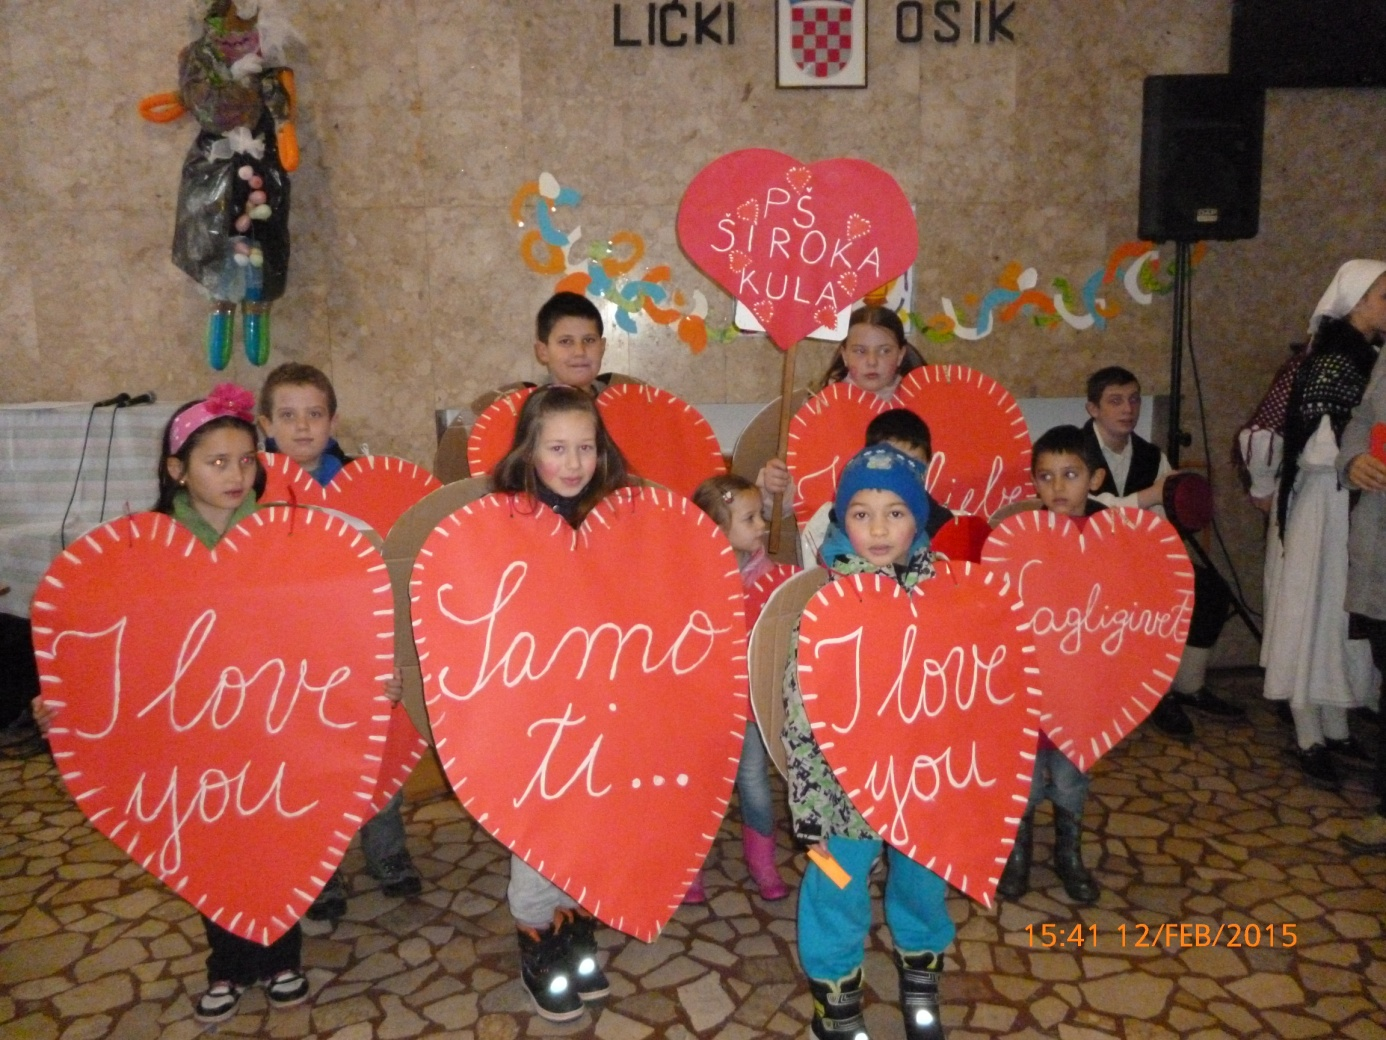 LIČKI OSIK
PŠ
ŠIROKA
KULA
I love
you
Samo
ti...
I love
you
15:41 12/FEB/2015